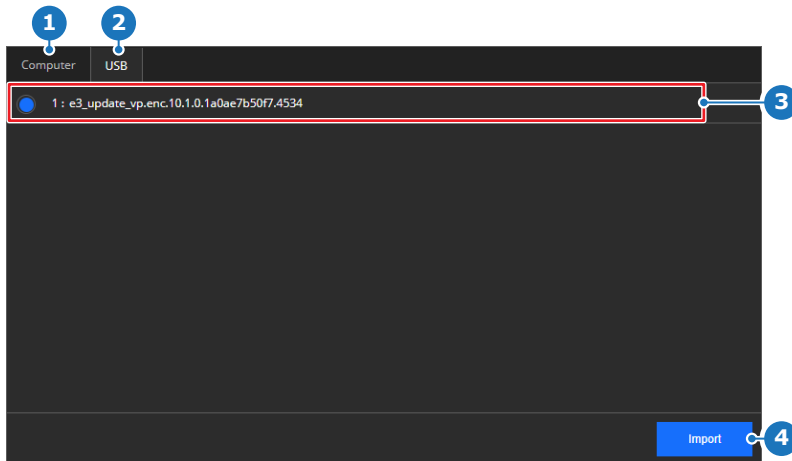 1 2
Computer USB
1 : e3_update_vp.enc.10.1.0.1a0ae7b50f7.4534
3
Import
4